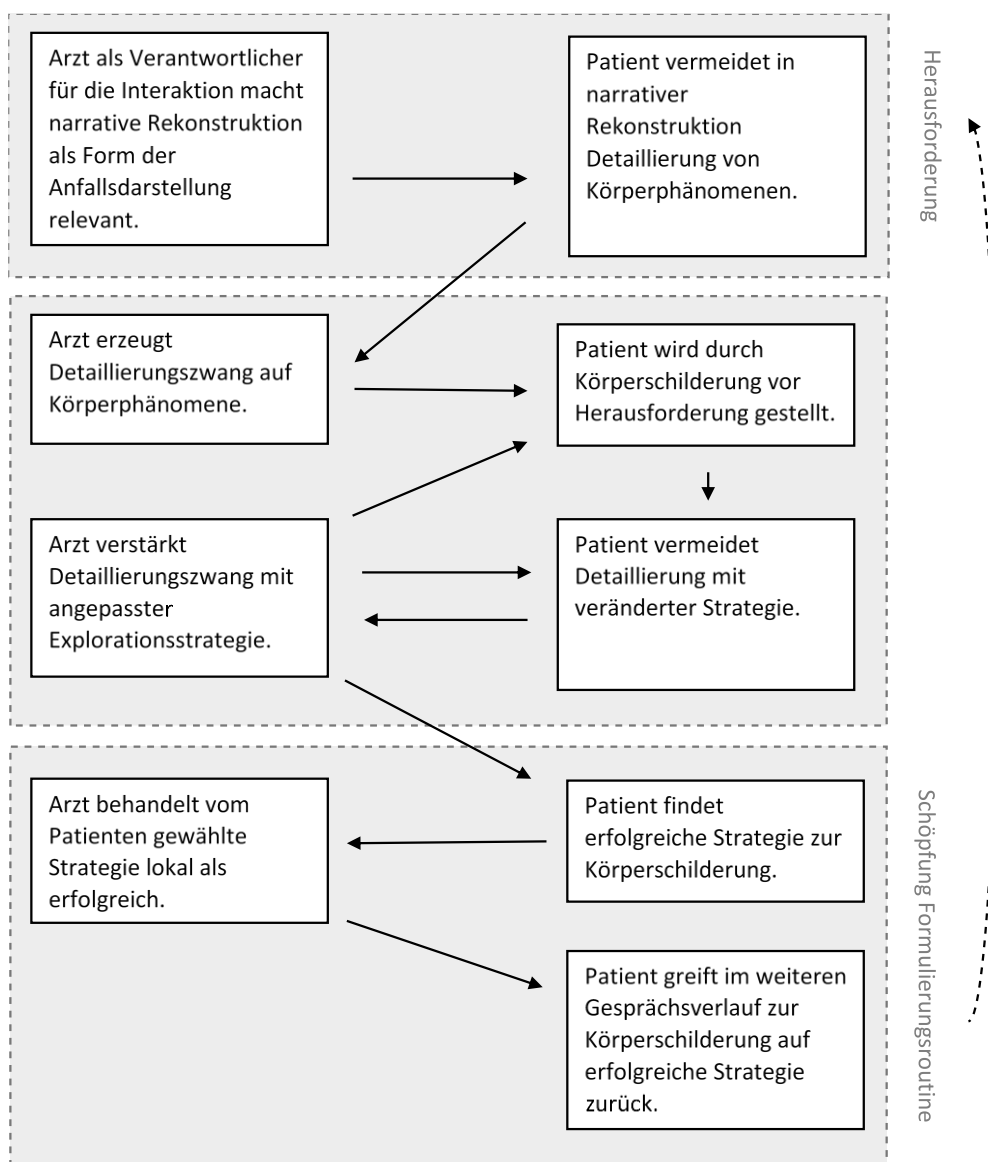 Arzt als Verantwortlicher
für die Interaktion macht
narrative Rekonstruktion
als Form der
Anfallsdarstellung
relevant.
Patient vermeidet in
narrativer
Rekonstruktion
Detaillierung von
Körperphänomenen.
Herausforderung
Arzt erzeugt
Detaillierungszwang auf
Körperphänomene.
Patient wird durch
Körperschilderung vor
Herausforderung gestellt.
Arzt verstärkt
Detaillierungszwang mit
angepasster
Explorationsstrategie.
Patient vermeidet
Detaillierung mit
veränderter Strategie.
Arzt behandelt vom
Patienten gewählte
Strategie lokal als
erfolgreich.
Patient findet
erfolgreiche Strategie zur
Körperschilderung.
Patient greift im weiteren
Gesprächsverlauf zur
Körperschilderung auf
erfolgreiche Strategie
zurück.
Schöpfung Formulierungsroutine